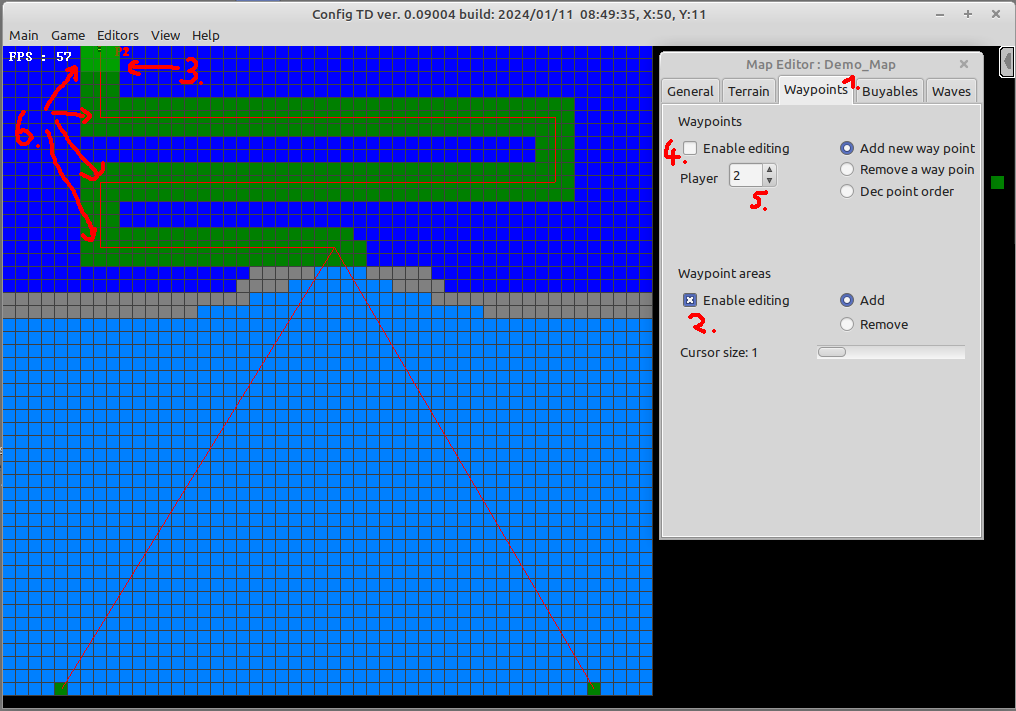 Config TD ver. 0.09004 build: 2024/01/11 08:49:35, X:50, Y:11
Main Game Editors View Help
FPS : 57
3.
6.
Map Editor : Demo_Map
1.
General Terrain Waypoints Buyables Waves
Waypoints
4.
Enable editing
Add new way point
Player 2
Remove a way poin
5.
Dec point order
Waypoint areas
Enable editing
Add
2.
Remove
Cursor size: 1